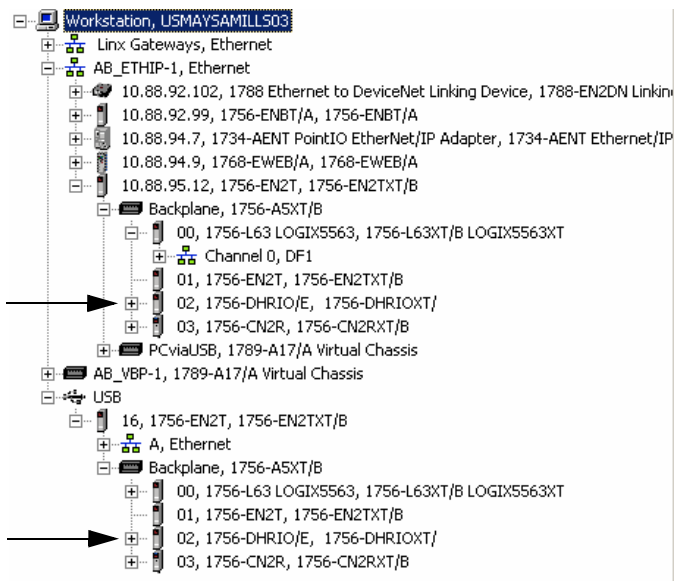 Workstation, USMAYSAMILLS03
Linx Gateways, Ethernet
AB_ETHIP-1, Ethernet
10.88.92.102, 1788 Ethernet to DeviceNet Linking Device, 1788-EN2DN Linkin
10.88.92.99, 1756-ENBT/A, 1756-ENBT/A
10.88.94.7, 1734-AENT PointIO EtherNet/IP Adapter, 1734-AENT Ethernet/IP
10.88.94.9, 1768-EWEB/A, 1768-EWEB/A
10.88.95.12, 1756-EN2T, 1756-EN2TXT/B
Backplane, 1756-A5XT/B
00, 1756-L63 LOGIX5563, 1756-L63XT/B LOGIX5563XT
Channel 0, DF1
01, 1756-EN2T, 1756-EN2TXT/B
02, 1756-DHRIO/E, 1756-DHRIOXT/
03, 1756-CN2R, 1756-CN2RXT/B
PCviaUSB, 1789-A17/A Virtual Chassis
AB_VBP-1, 1789-A17/A Virtual Chassis
USB
16, 1756-EN2T, 1756-EN2TXT/B
A, Ethernet
Backplane, 1756-A5XT/B
00, 1756-L63 LOGIX5563, 1756-L63XT/B LOGIX5563XT
01, 1756-EN2T, 1756-EN2TXT/B
02, 1756-DHRIO/E, 1756-DHRIOXT/
03, 1756-CN2R, 1756-CN2RXT/B